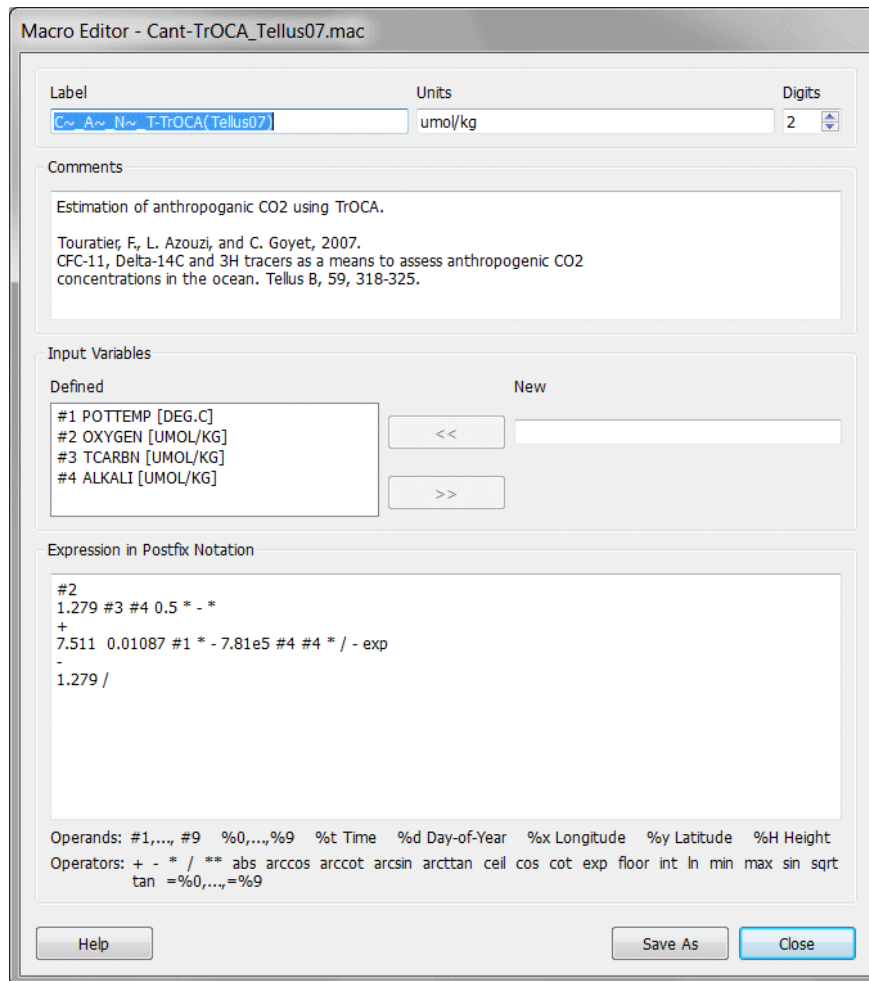 Macro Editor - Cant-TrOCA_Tellus07.mac
Label Units Digits
C~_A~_N~_T-TrOCA(Tellus07) umol/kg 2
Comments
Estimation of anthropoganic CO2 using TrOCA.
Touratier, F., L. Azouzi, and C. Goyet, 2007.
CFC-11, Delta-14C and 3H tracers as a means to assess anthropogenic CO2
concentrations in the ocean. Tellus B, 59, 318-325.
Input Variables
Defined New
#1 POTTEMP [DEG.C]
#2 OXYGEN [UMOL/KG]
#3 TCARBN [UMOL/KG]
#4 ALKALI [UMOL/KG]
<<
>>
Expression in Postfix Notation
#2
1.279 #3 #4 0.5 * - *
+
7.511 0.01087 #1 * - 7.81e5 #4 #4 * / - exp
-
1.279 /
Operands: #1,..., #9 %0,...,%9 %t Time %d Day-of-Year %x Longitude %y Latitude %H Height
Operators: + - * / ** abs arccos arccot arcsin arcttan ceil cos cot exp floor int ln min max sin sqrt
tan =%0,...,=%9
Help Save As Close